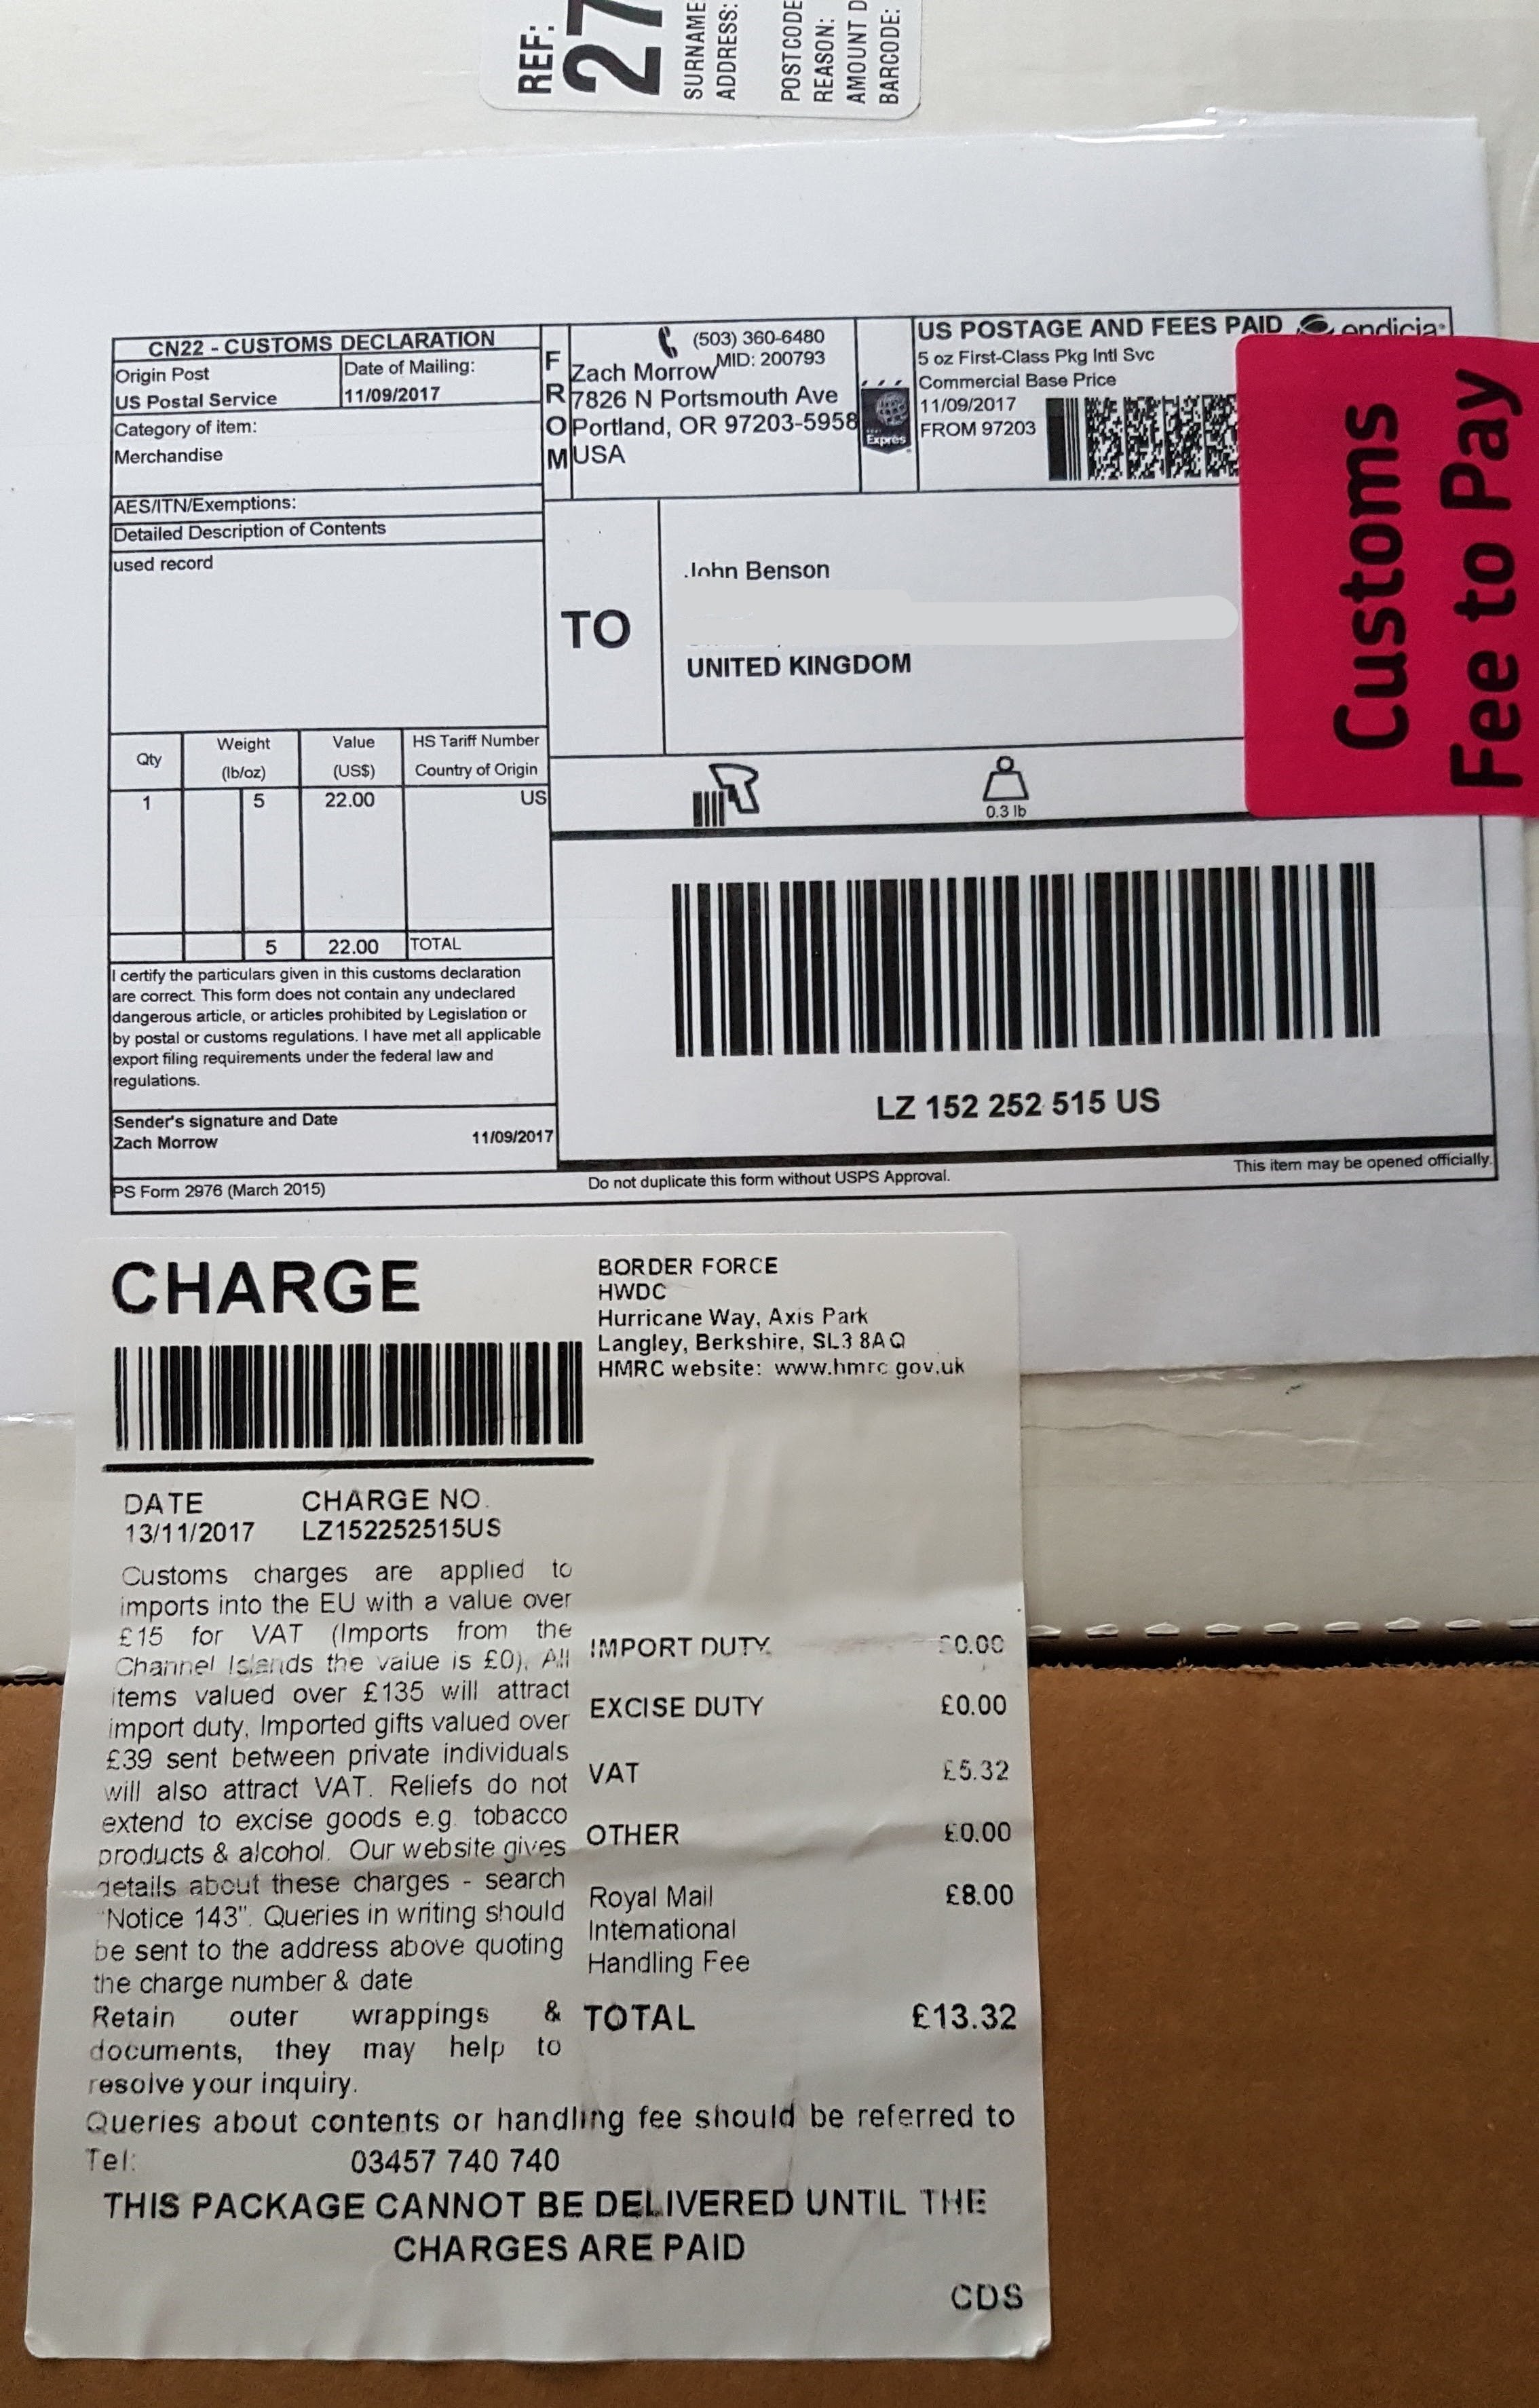 REF:
27
SURNAME
ADDRESS:
POSTCODE
REASON:
AMOUNT D
BARCODE:
CN22 - CUSTOMS DECLARATION
Origin Post
US Postal Service
Date of Mailing:
11/09/2017
Category of item:
Merchandise
AES/ITN/Exemptions:
Detailed Description of Contents
used record
Qty
Weight
(lb/oz)
Value
(US$)
HS Tariff Number
Country of Origin
1 5 22.00 US
5 22.00 TOTAL
I certify the particulars given in this customs declaration
are correct. This form does not contain any undeclared
dangerous article, or articles prohibited by Legislation or
by postal or customs regulations. I have met all applicable
export filing requirements under the federal law and
regulations.
Sender's signature and Date
Zach Morrow 11/09/2017
PS Form 2976 (March 2015)
FROM
(503) 360-6480
MID: 200793
Zach Morrow
7826 N Portsmouth Ave
Portland, OR 97203-5958
USA
Exprès
US POSTAGE AND FEES PAID
endicia
5 oz First-Class Pkg Intl Svc
Commercial Base Price
11/09/2017
FROM 97203
Customs
Fee to Pay
TO
John Benson
UNITED KINGDOM
0.3 lb
LZ 152 252 515 US
Do not duplicate this form without USPS Approval.
This item may be opened officially.
CHARGE
BORDER FORCE
HWDC
Hurricane Way, Axis Park
Langley, Berkshire, SL3 8AQ
HMRC website: www.hmrc gov.uk
DATE CHARGE NO.
13/11/2017 LZ152252515US
Customs charges are applied to
imports into the EU with a value over
£15 for VAT (Imports from the
Channel Islands the value is £0). All
items valued over £135 will attract
import duty. Imported gifts valued over
£39 sent between private individuals
will also attract VAT. Reliefs do not
extend to excise goods e.g. tobacco
products & alcohol. Our website gives
details about these charges - search
"Notice 143". Queries in writing should
be sent to the address above quoting
the charge number & date
Retain outer wrappings &
documents, they may help to
resolve your inquiry.
IMPORT DUTY £0.00
EXCISE DUTY £0.00
VAT £5.32
OTHER £0.00
Royal Mail £8.00
International
Handling Fee
TOTAL £13.32
Queries about contents or handling fee should be referred to
Tel: 03457 740 740
THIS PACKAGE CANNOT BE DELIVERED UNTIL THE
CHARGES ARE PAID
CDS